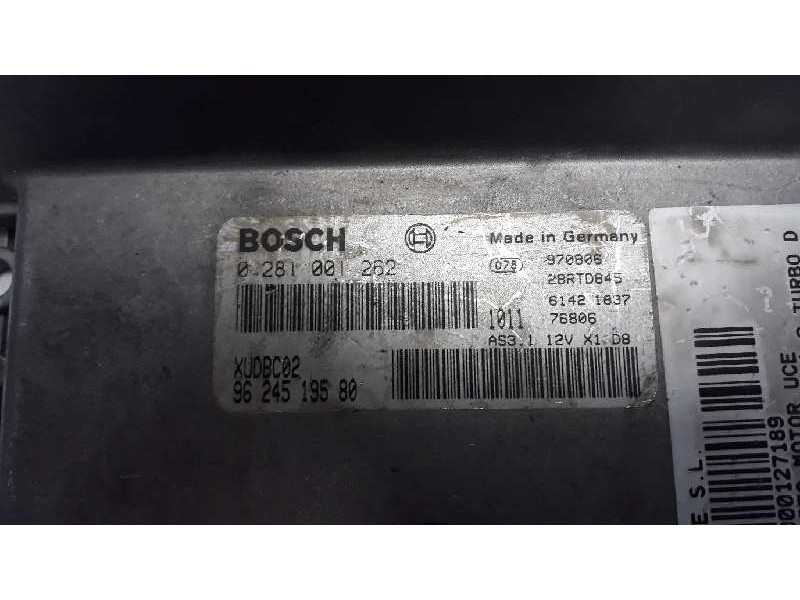 BOSCH
Made in Germany
0 281 001 262
078 970806
28RTD845
6142 1837
1011 76806
AS3.1 12V X1 D8
XUDBC02
96 245 195 80
E S.L.
000127189
MOTOR UCE
TURBO D